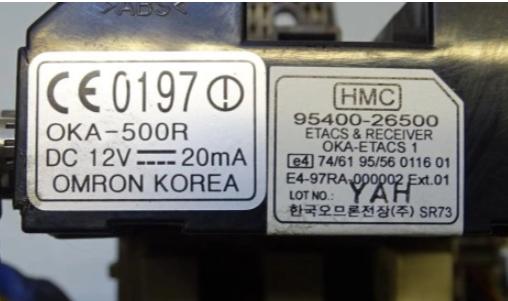 >ABS<
CE 0197
OKA-500R
DC 12V 20mA
OMRON KOREA
HMC
95400-26500
ETACS & RECEIVER
OKA-ETACS 1
e4 74/61 95/56 0116 01
E4-97RA-000002 Ext.01
LOT NO.: YAH
한국오므론전장(주) SR73